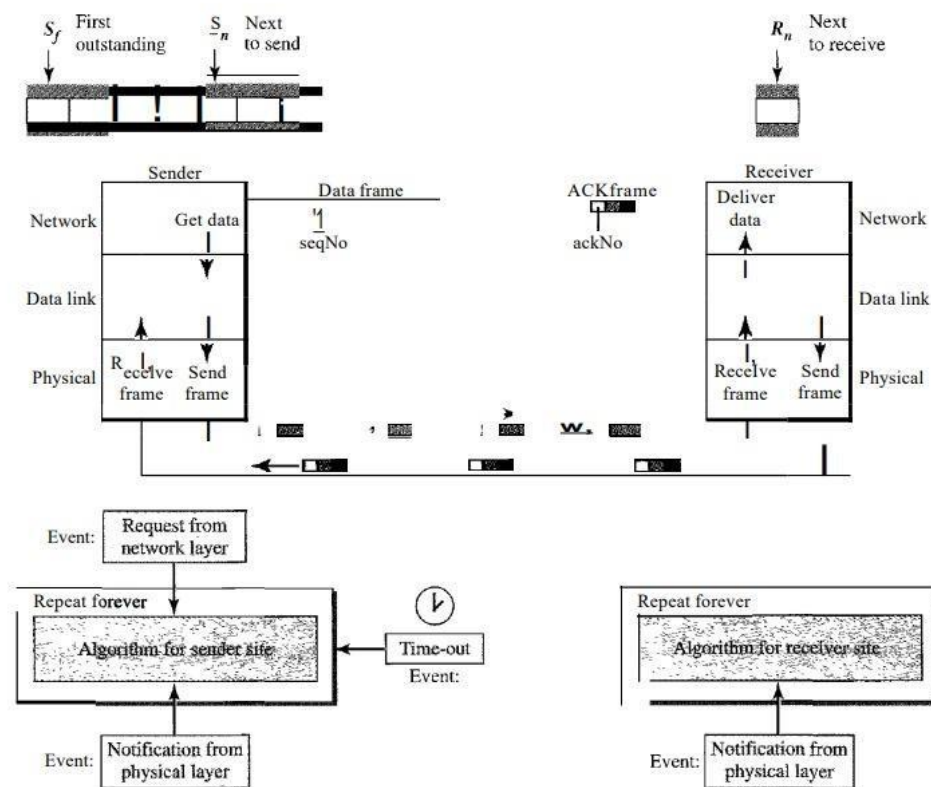 Sf First outstanding
Sn Next to send
Rn Next to receive
Sender
Receiver
Network
Get data
Data frame
seqNo
ACKframe
ackNo
Deliver data
Network
Data link
Data link
Physical
Receive frame
Send frame
Receive frame
Send frame
Physical
Event:
Request from network layer
Repeat forever
Algorithm for sender site
Time-out
Event:
Repeat forever
Algorithm for receiver site
Event:
Notification from physical layer
Event:
Notification from physical layer